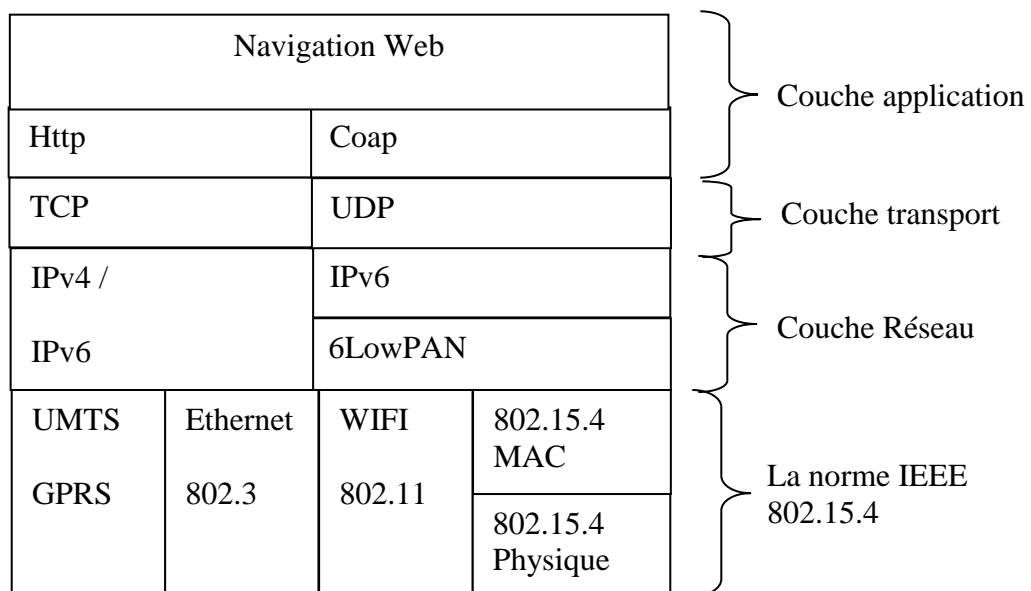 Navigation Web
Couche application
Http
Coap
TCP
UDP
Couche transport
IPv4 /
IPv6
IPv6
6LowPAN
Couche Réseau
UMTS
GPRS
Ethernet
802.3
WIFI
802.11
802.15.4
MAC
802.15.4
Physique
La norme IEEE
802.15.4